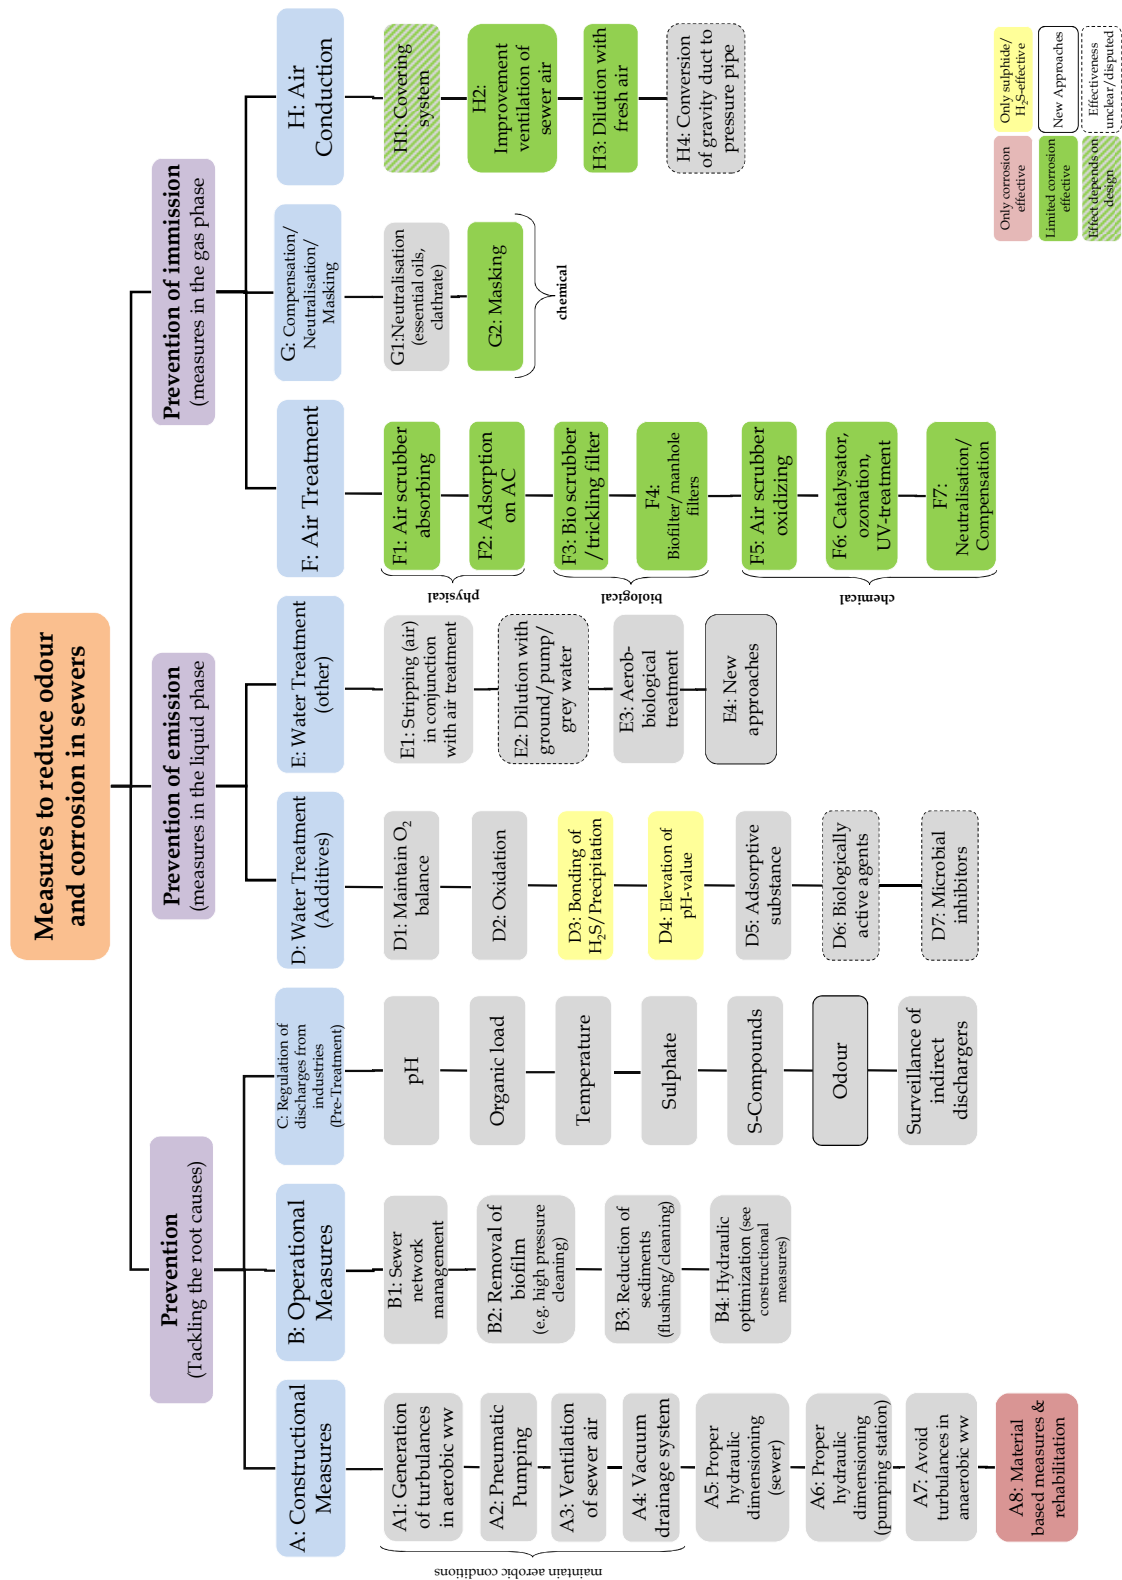 Measures to reduce odour
and corrosion in sewers
Prevention
(Tackling the root causes)
Prevention of emission
(measures in the liquid phase)
Prevention of immission
(measures in the gas phase)
A: Constructional
Measures
A1: Generation
of turbulances
in aerobic ww
A2: Pneumatic
Pumping
A3: Ventilation
of sewer air
A4: Vacuum
drainage system
maintain aerobic conditions
A5: Proper
hydraulic
dimensioning
(sewer)
A6: Proper
hydraulic
dimensioning
(pumping station)
A7: Avoid
turbulances in
anaerobic ww
A8: Material
based measures &
rehabilitation
B: Operational
Measures
B1: Sewer
network
management
B2: Removal of
biofilm
(e.g. high pressure
cleaning)
B3: Reduction of
sediments
(flushing/cleaning)
B4: Hydraulic
optimization (see
constructional
measures)
C: Regulation of
discharges from
industries
(Pre-Treatment)
pH
Organic load
Temperature
Sulphate
S-Compounds
Odour
Surveillance of
indirect
dischargers
D: Water Treatment
(Additives)
D1: Maintain O₂
balance
D2: Oxidation
D3: Bonding of
H₂S/Precipitation
D4: Elevation of
pH-value
D5: Adsorptive
substance
D6: Biologically
active agents
D7: Microbial
inhibitors
E: Water Treatment
(other)
E1: Stripping (air)
in conjunction
with air treatment
E2: Dilution with
ground/pump/
grey water
E3: Aerob-
biological
treatment
E4: New
approaches
F: Air Treatment
F1: Air scrubber
absorbing
F2: Adsorption
on AC
physical
F3: Bio scrubber
/trickling filter
F4:
Biofilter/manhole
filters
biological
F5: Air scrubber
oxidizing
F6: Catalysator,
ozonation,
UV-treatment
F7:
Neutralisation/
Compensation
chemical
G: Compensation/
Neutralisation/
Masking
G1:Neutralisation
(essential oils,
clathrate)
G2: Masking
chemical
H: Air
Conduction
H1: Covering
system
H2:
Improvement
ventilation of
sewer air
H3: Dilution with
fresh air
H4: Conversion
of gravity duct to
pressure pipe
Only corrosion
effective
Only sulphide/
H₂S-effective
Limited corrosion
effective
New Approaches
Effect depends on
design
Effectiveness
unclear/disputed